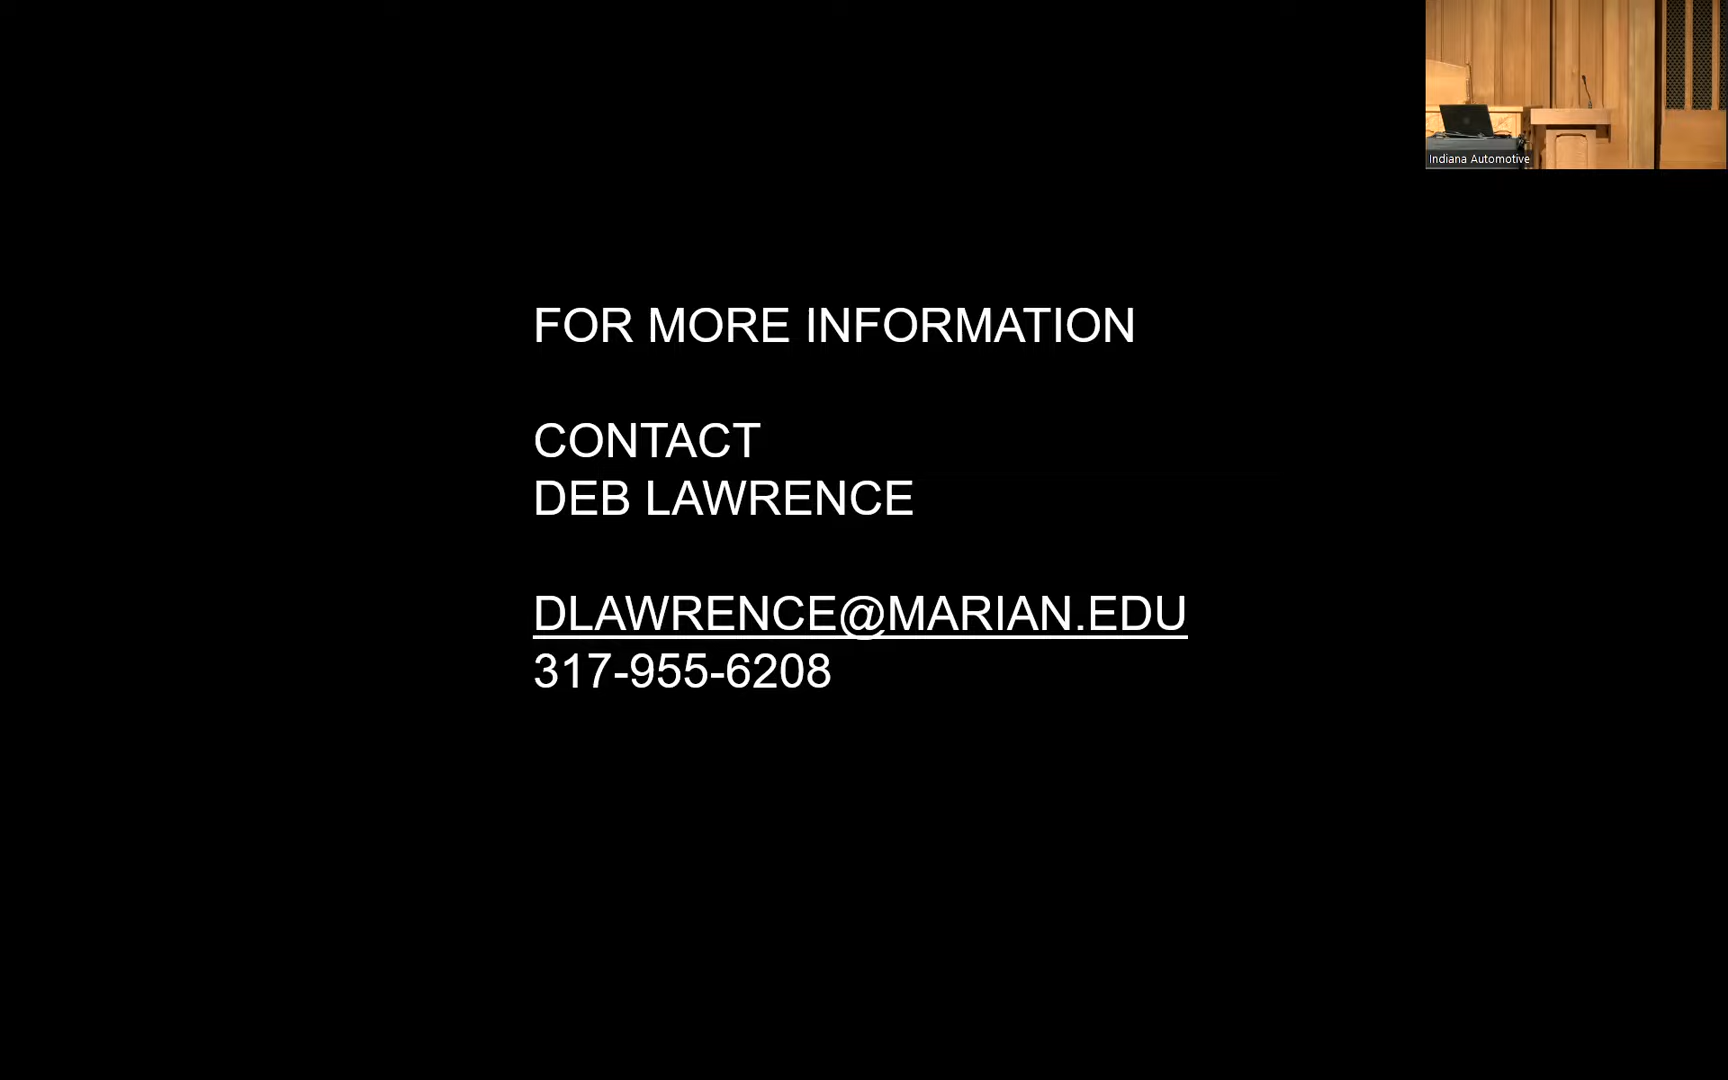 Indiana Automotive
FOR MORE INFORMATION
CONTACT
DEB LAWRENCE
DLAWRENCE@MARIAN.EDU
317-955-6208